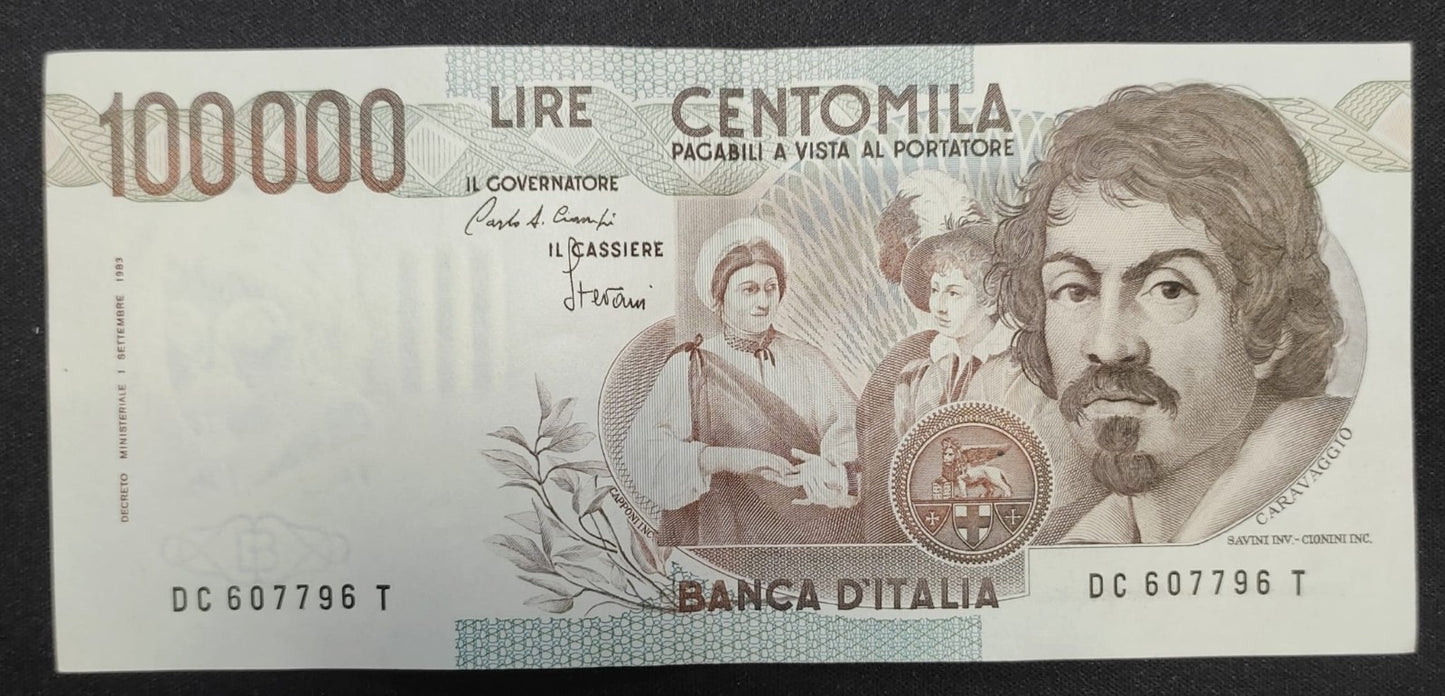 100000
LIRE
CENTOMILA
PAGABILI A VISTA AL PORTATORE
IL GOVERNATORE
Carlo A. Ciampi
IL CASSIERE
Stevani
DECRETO MINISTERIALE 1 SETTEMBRE 1983
CAPPONI INC.
CARAVAGGIO
SAVINI INV.-CIONINI INC.
DC 607796 T
BANCA D'ITALIA
DC 607796 T